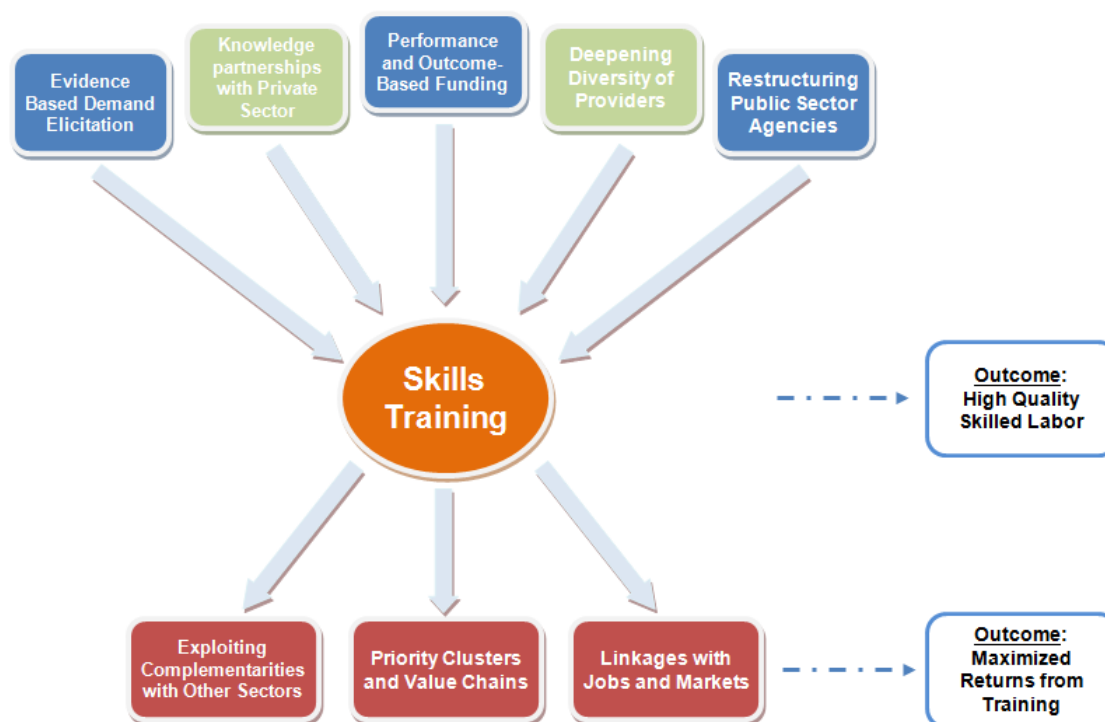 Evidence
Based Demand
Elicitation
Knowledge
partnerships
with Private
Sector
Performance
and Outcome-
Based Funding
Deepening
Diversity of
Providers
Restructuring
Public Sector
Agencies
Skills
Training
Outcome:
High Quality
Skilled Labor
Exploiting
Complementarities
with Other Sectors
Priority Clusters
and Value Chains
Linkages with
Jobs and Markets
Outcome:
Maximized
Returns from
Training